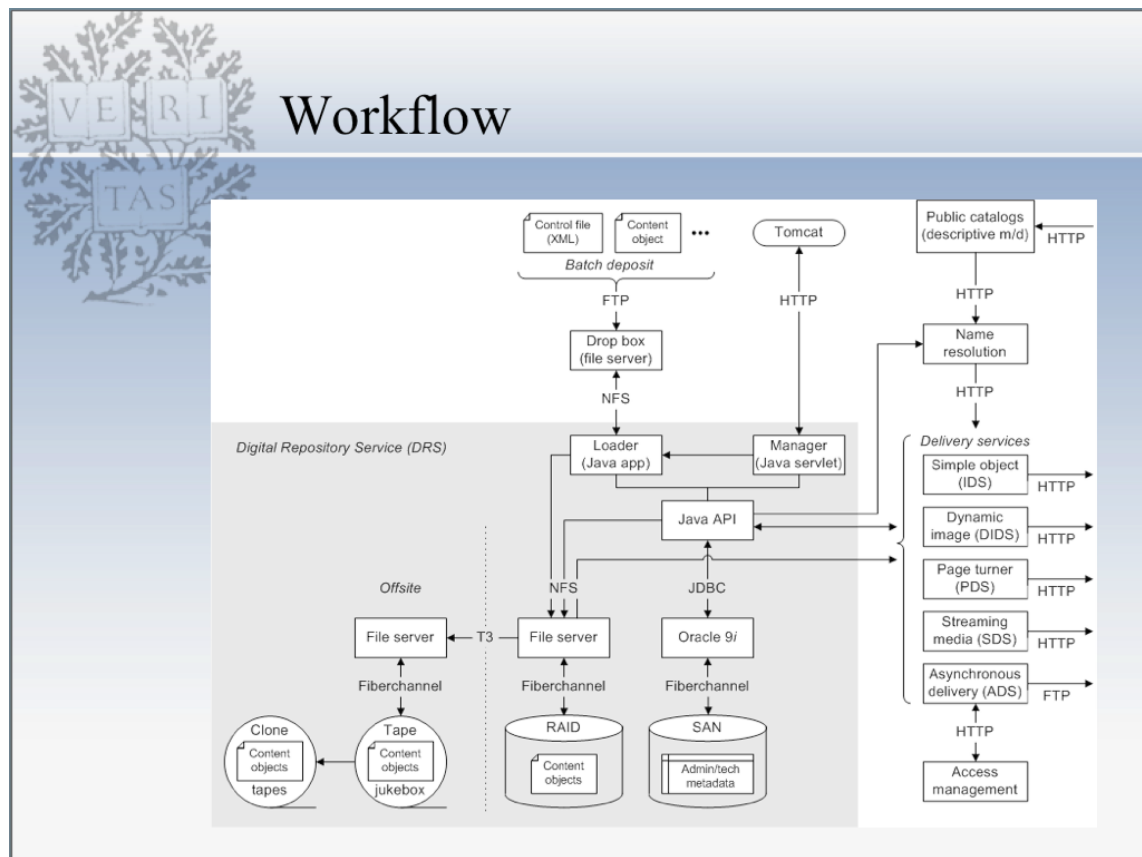 VE RI
TAS
Workflow
Control file
(XML)
Content
object
•••
Batch deposit
Tomcat
Public catalogs
(descriptive m/d)
HTTP
FTP
HTTP
HTTP
Drop box
(file server)
Name
resolution
NFS
HTTP
Digital Repository Service (DRS)
Loader
(Java app)
Manager
(Java servlet)
Delivery services
Simple object
(IDS)
HTTP
Java API
Dynamic
image (DIDS)
HTTP
Page turner
(PDS)
HTTP
Offsite
NFS
JDBC
File server
T3
File server
Oracle 9i
Streaming
media (SDS)
HTTP
Fiberchannel
Fiberchannel
Fiberchannel
Asynchronous
delivery (ADS)
FTP
Clone
Content
objects
tapes
Tape
Content
objects
jukebox
RAID
Content
objects
SAN
Admin/tech
metadata
HTTP
Access
management